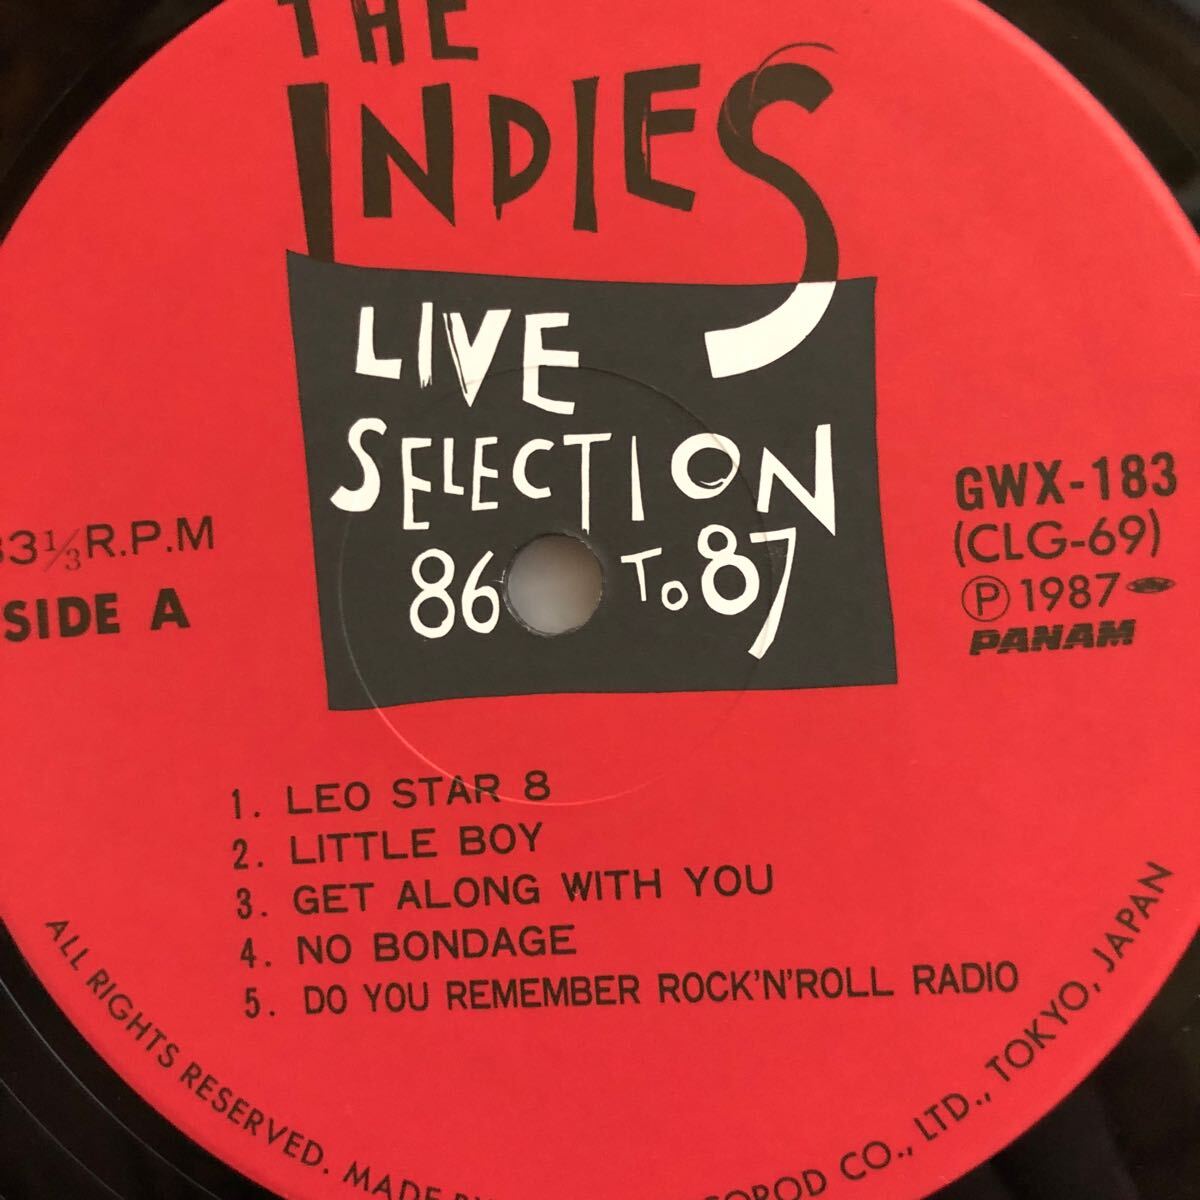 THE
INDIES
LIVE
SELECTION
86 TO 87
33⅓ R.P.M
SIDE A
GWX-183
(CLG-69)
Ⓟ 1987
PANAM
1. LEO STAR 8
2. LITTLE BOY
3. GET ALONG WITH YOU
4. NO BONDAGE
5. DO YOU REMEMBER ROCK'N'ROLL RADIO
ALL RIGHTS RESERVED. MADE CO., LTD., TOKYO, JAPAN